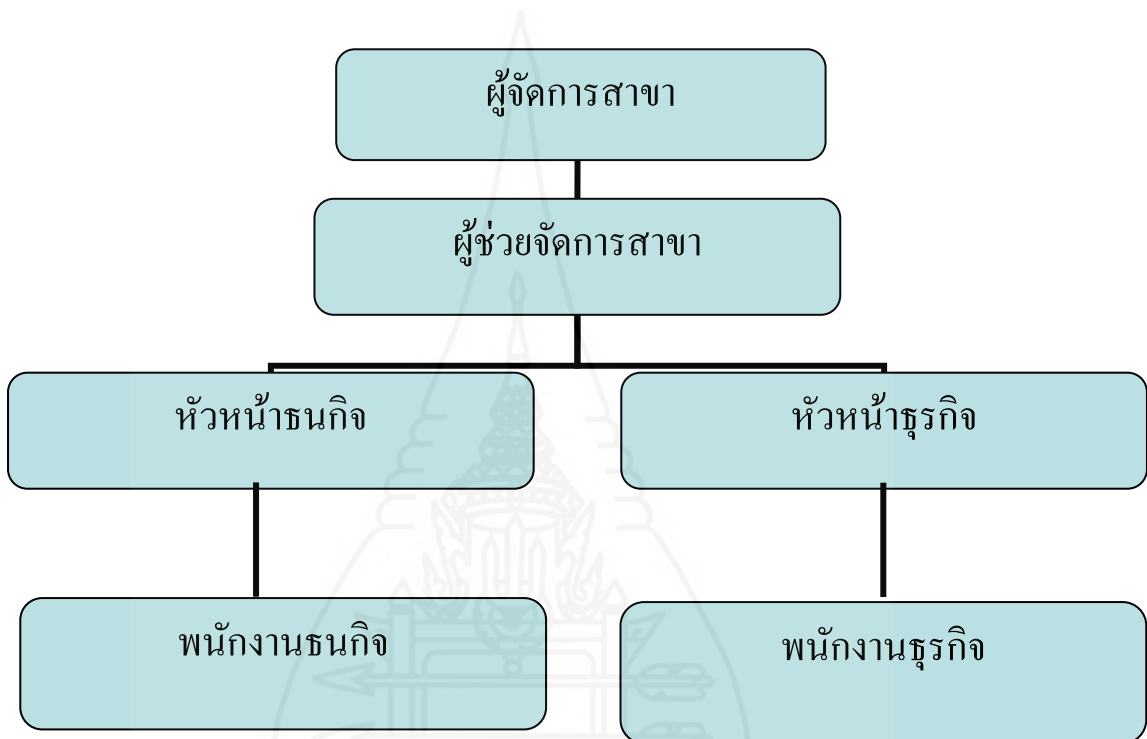 ผู้จัดการสาขา
ผู้ช่วยจัดการสาขา
หัวหน้าธนกิจ
หัวหน้าธุรกิจ
พนักงานธนกิจ
พนักงานธุรกิจ